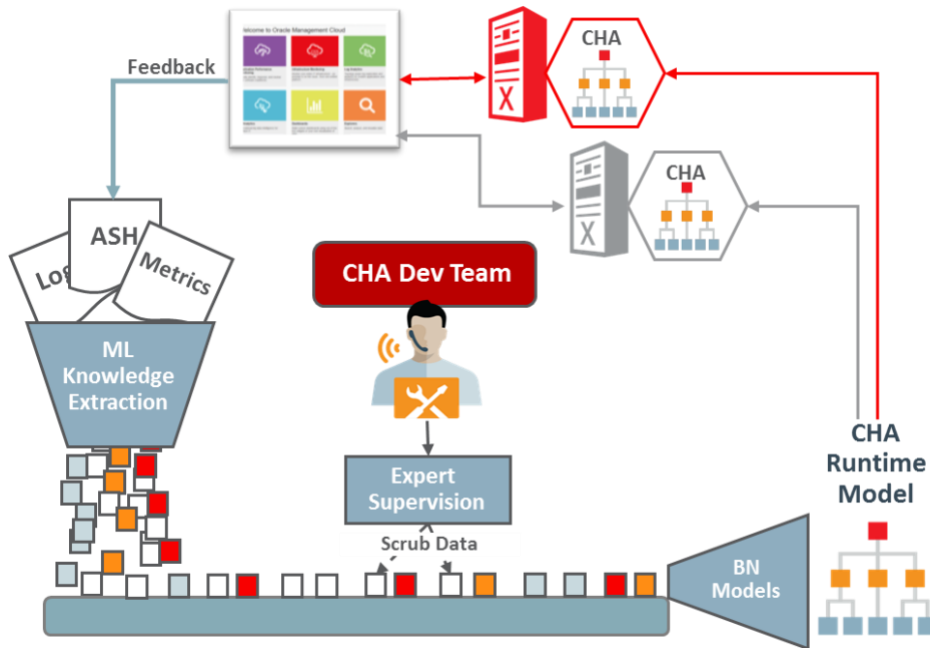 elcome to Oracle Management Cloud
CHA
Feedback
X
CHA
X
ASH
Log
Metrics
CHA Dev Team
ML
Knowledge
Extraction
CHA
Runtime
Model
Expert
Supervision
Scrub Data
BN
Models